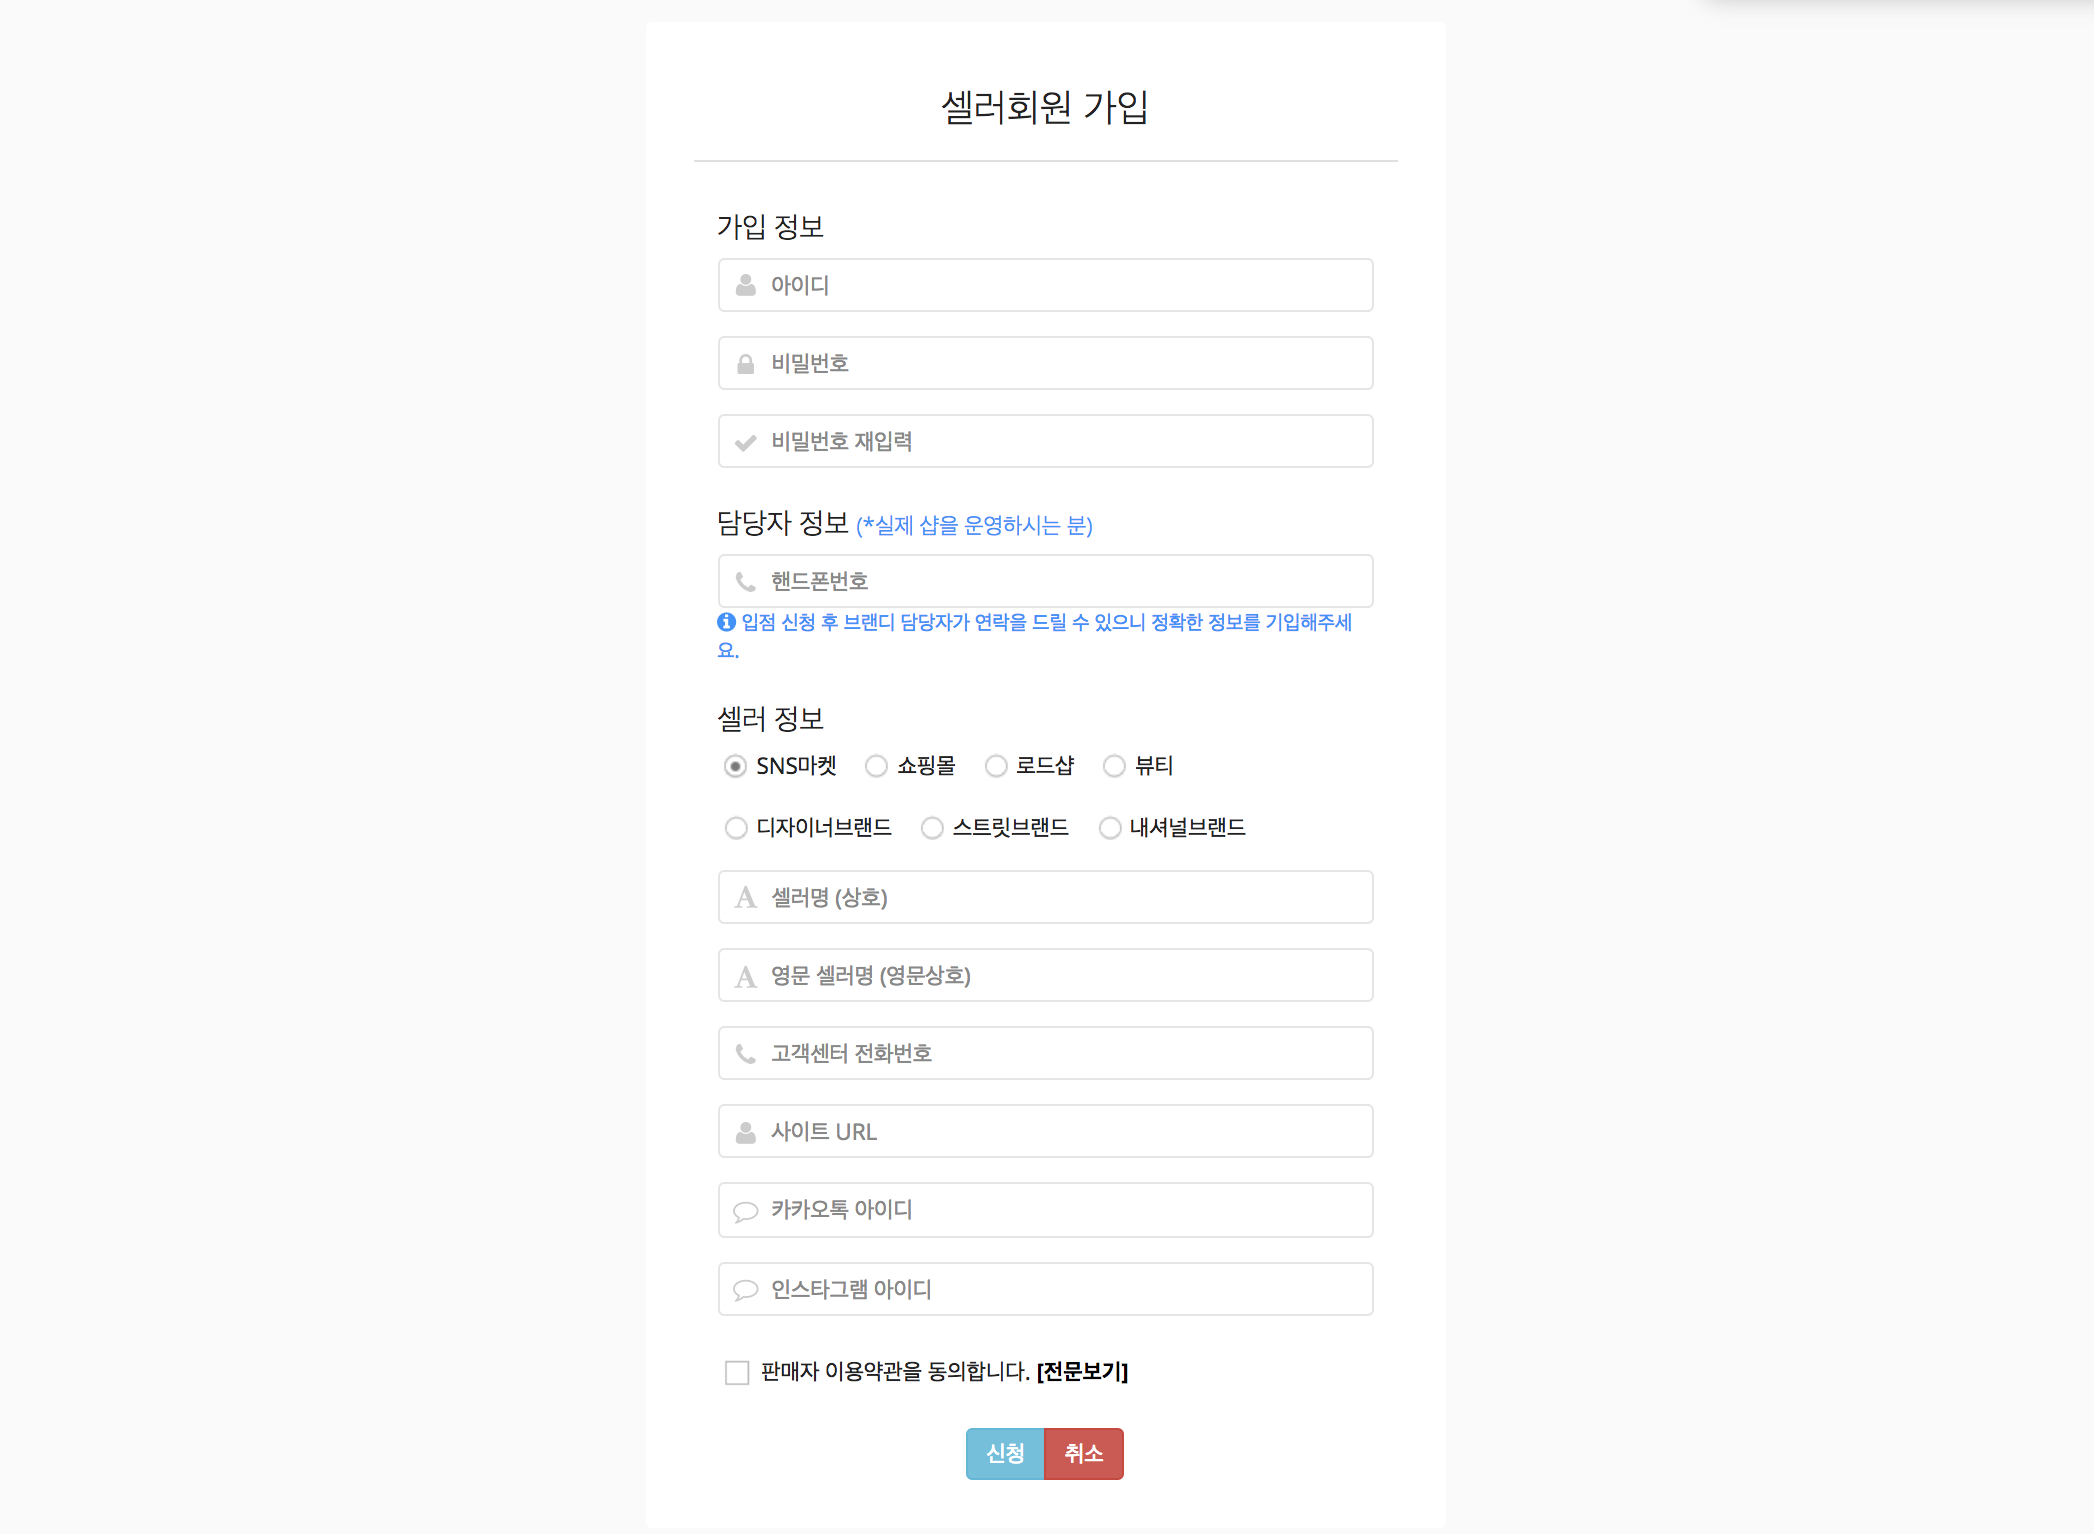 셀러회원 가입
가입 정보
아이디
비밀번호
비밀번호 재입력
담당자 정보 (*실제 샵을 운영하시는 분)
핸드폰번호
입점 신청 후 브랜디 담당자가 연락을 드릴 수 있으니 정확한 정보를 기입해주세
요.
셀러 정보
SNS마켓 쇼핑몰 로드샵 뷰티
디자이너브랜드 스트릿브랜드 내셔널브랜드
셀러명 (상호)
영문 셀러명 (영문상호)
고객센터 전화번호
사이트 URL
카카오톡 아이디
인스타그램 아이디
판매자 이용약관을 동의합니다. [전문보기]
신청 취소